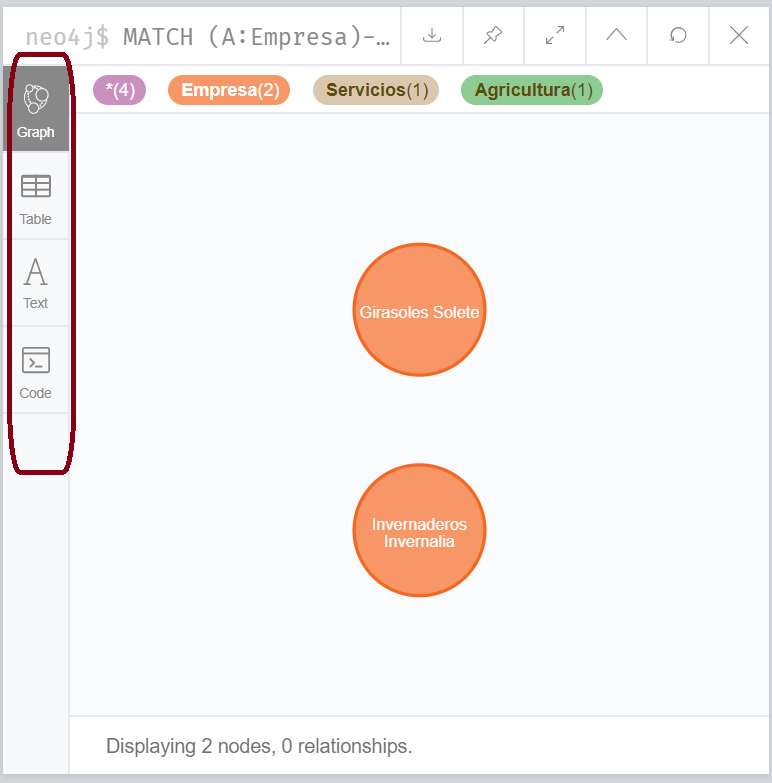 neo4j$ MATCH (A:Empresa)-…
*(4) Empresa(2) Servicios(1) Agricultura(1)
Graph
Table
Text
Code
Girasoles Solete
Invernaderos
Invernalia
Displaying 2 nodes, 0 relationships.